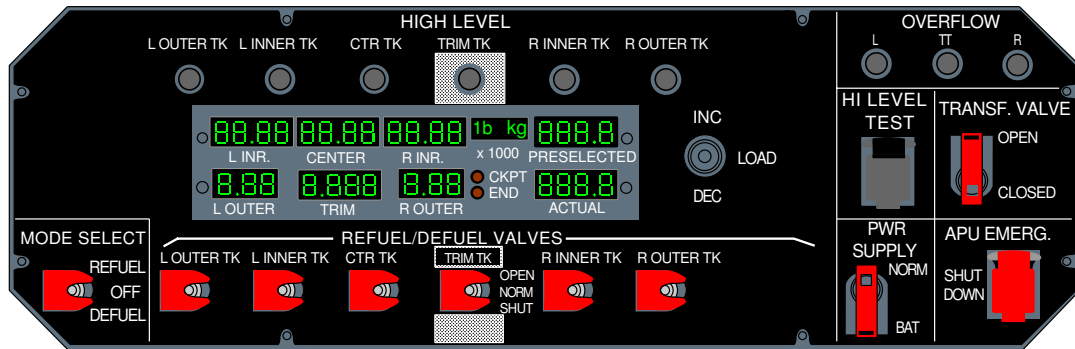 HIGH LEVEL
L OUTER TK L INNER TK CTR TK TRIM TK R INNER TK R OUTER TK
OVERFLOW
L TT R
88.88 88.88 88.88 1b kg 888.8
L INR. CENTER R INR. x 1000 PRESELECTED
8.88 8.888 8.88 CKPT 888.8
END
L OUTER TRIM R OUTER ACTUAL
INC
LOAD
DEC
HI LEVEL
TEST
TRANSF. VALVE
OPEN
CLOSED
MODE SELECT
REFUEL
OFF
DEFUEL
REFUEL/DEFUEL VALVES
L OUTER TK L INNER TK CTR TK TRIM TK R INNER TK R OUTER TK
OPEN
NORM
SHUT
PWR
SUPPLY
NORM
BAT
APU EMERG.
SHUT
DOWN